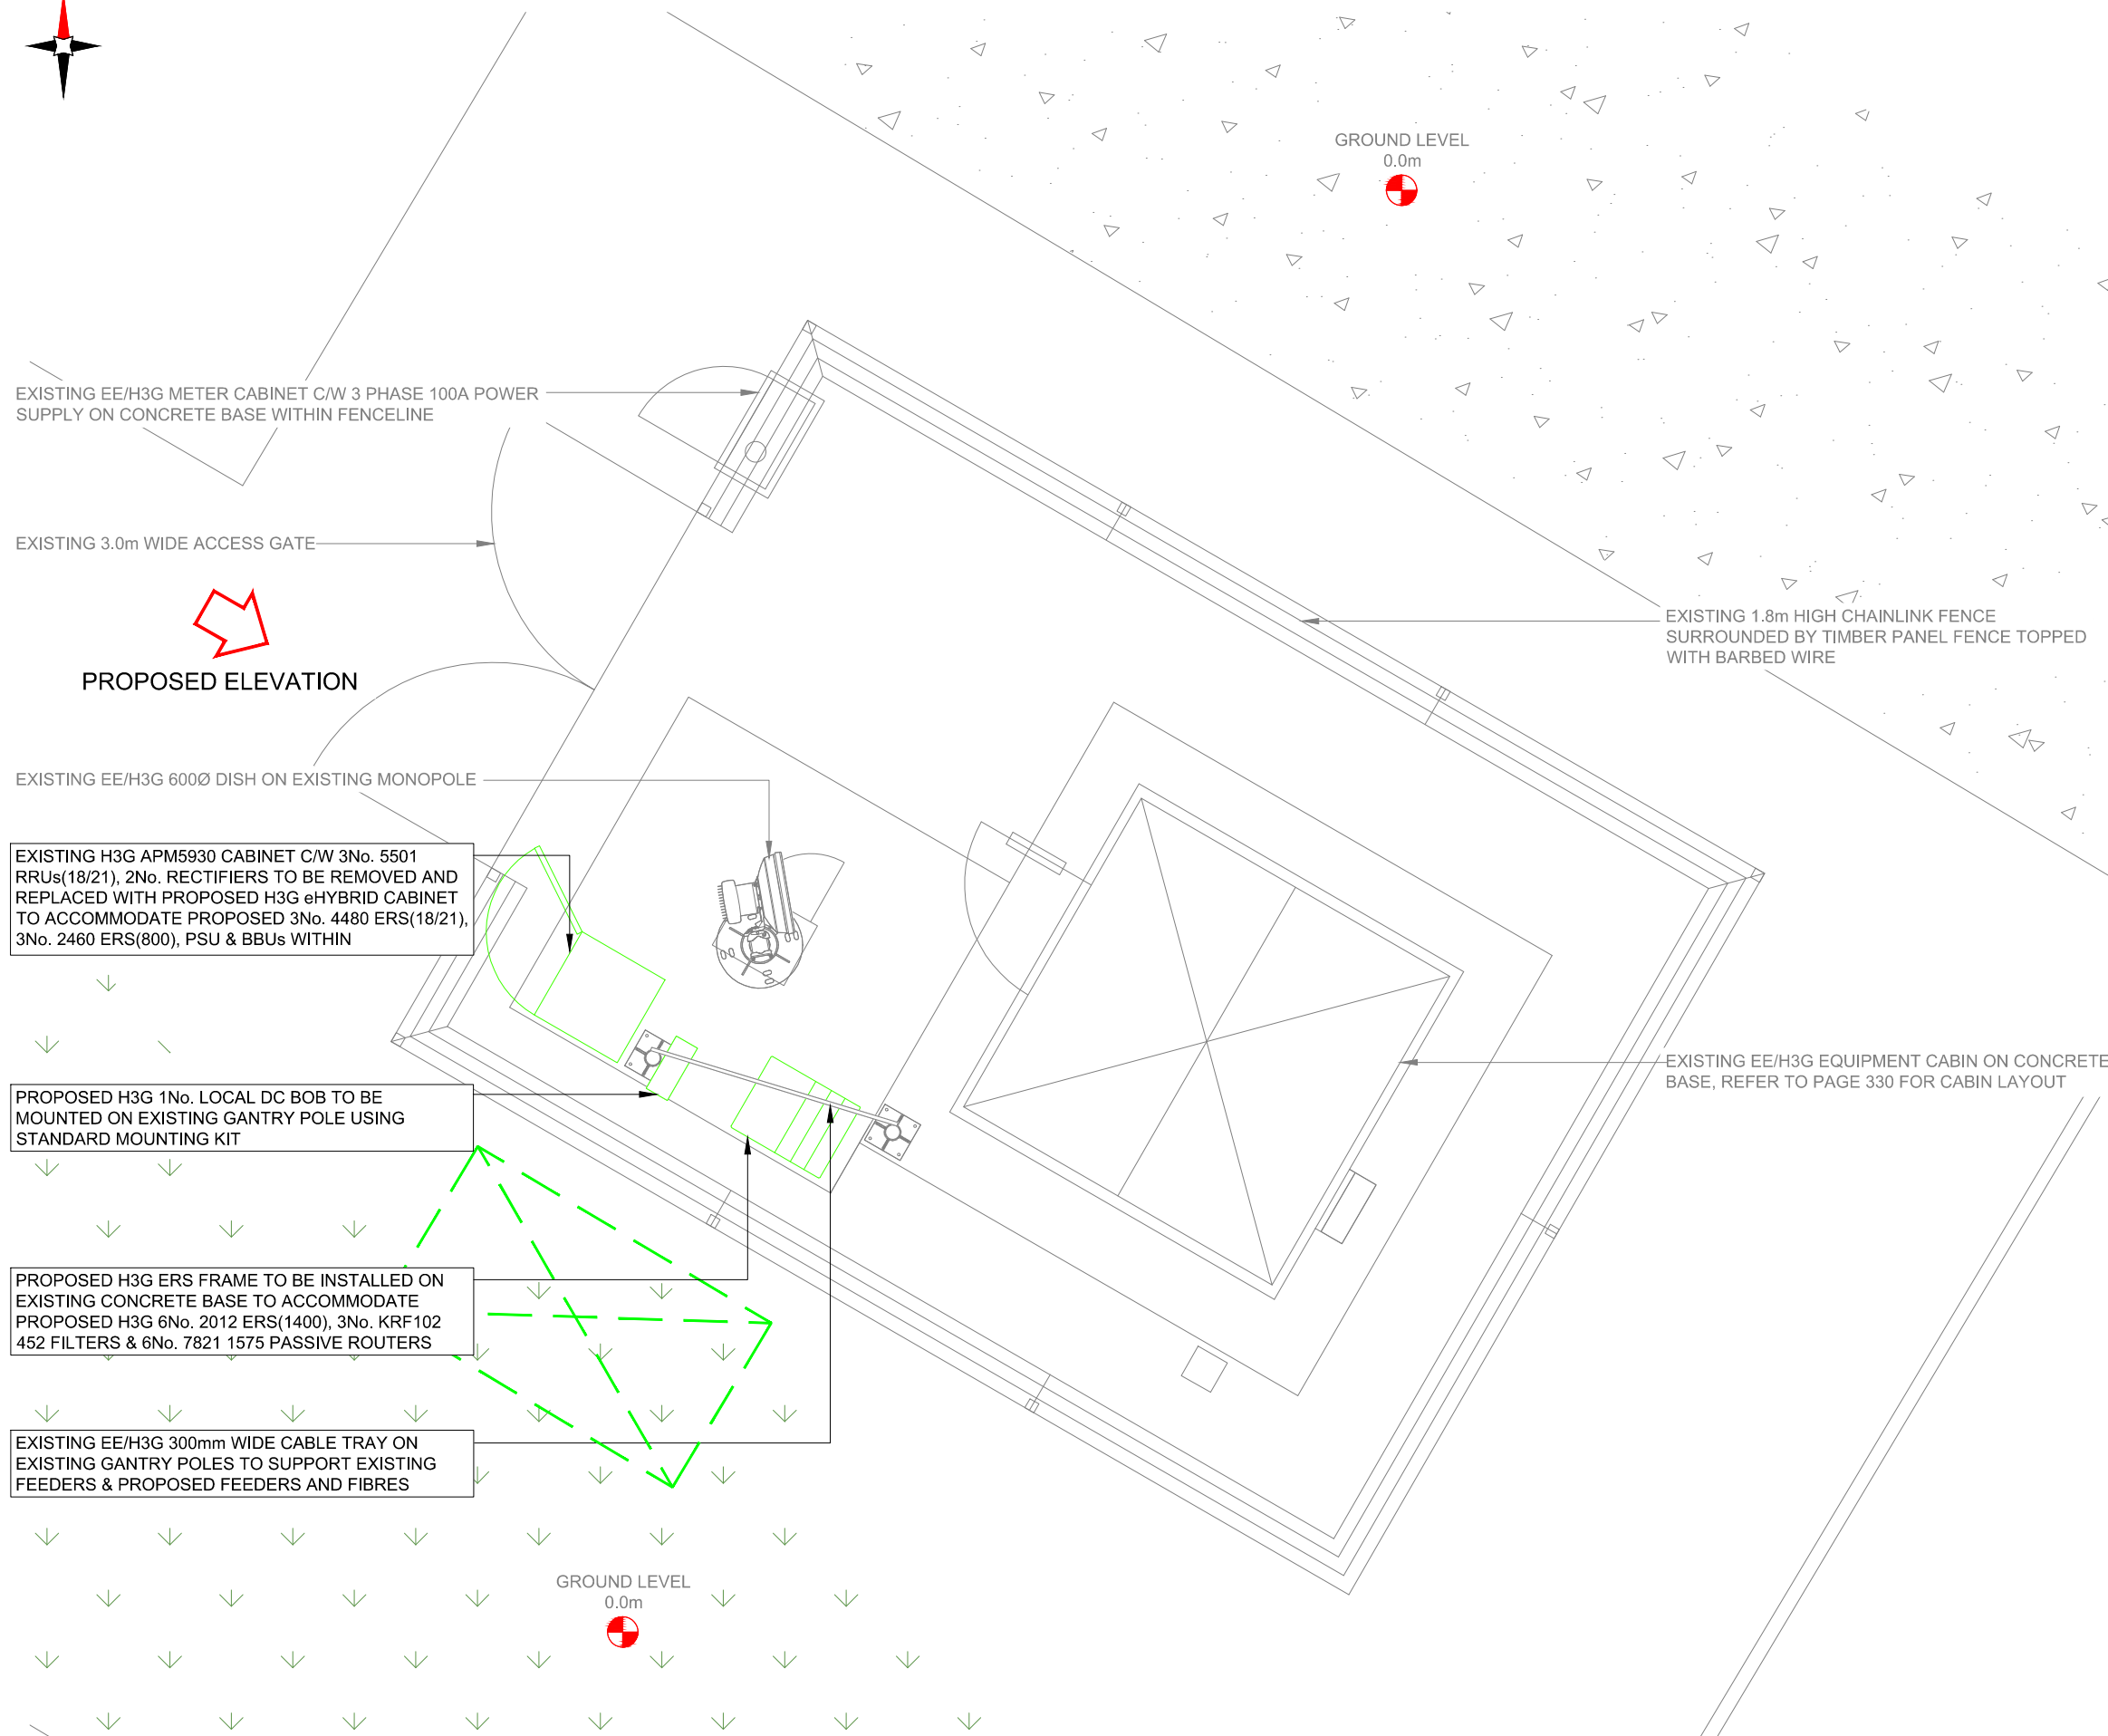 GROUND LEVEL
0.0m
EXISTING EE/H3G METER CABINET C/W 3 PHASE 100A POWER
SUPPLY ON CONCRETE BASE WITHIN FENCELINE
EXISTING 3.0m WIDE ACCESS GATE
EXISTING 1.8m HIGH CHAINLINK FENCE
SURROUNDED BY TIMBER PANEL FENCE TOPPED
WITH BARBED WIRE
PROPOSED ELEVATION
EXISTING EE/H3G 600Ø DISH ON EXISTING MONOPOLE
EXISTING H3G APM5930 CABINET C/W 3No. 5501
RRUs(18/21), 2No. RECTIFIERS TO BE REMOVED AND
REPLACED WITH PROPOSED H3G eHYBRID CABINET
TO ACCOMMODATE PROPOSED 3No. 4480 ERS(18/21),
3No. 2460 ERS(800), PSU & BBUs WITHIN
EXISTING EE/H3G EQUIPMENT CABIN ON CONCRETE
BASE, REFER TO PAGE 330 FOR CABIN LAYOUT
PROPOSED H3G 1No. LOCAL DC BOB TO BE
MOUNTED ON EXISTING GANTRY POLE USING
STANDARD MOUNTING KIT
PROPOSED H3G ERS FRAME TO BE INSTALLED ON
EXISTING CONCRETE BASE TO ACCOMMODATE
PROPOSED H3G 6No. 2012 ERS(1400), 3No. KRF102
452 FILTERS & 6No. 7821 1575 PASSIVE ROUTERS
EXISTING EE/H3G 300mm WIDE CABLE TRAY ON
EXISTING GANTRY POLES TO SUPPORT EXISTING
FEEDERS & PROPOSED FEEDERS AND FIBRES
GROUND LEVEL
0.0m